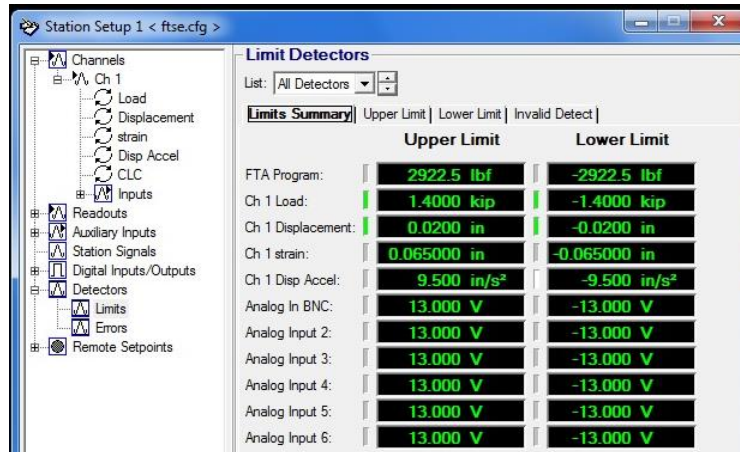 Station Setup 1 < ftse.cfg >
X
Channels
Ch 1
Load
Displacement
strain
Disp Accel
CLC
Inputs
Readouts
Auxiliary Inputs
Station Signals
Digital Inputs/Outputs
Detectors
Limits
Errors
Remote Setpoints
Limit Detectors
List: All Detectors
Limits Summary Upper Limit Lower Limit Invalid Detect
Upper Limit Lower Limit
FTA Program: 2922.5 lbf -2922.5 lbf
Ch 1 Load: 1.4000 kip -1.4000 kip
Ch 1 Displacement: 0.0200 in -0.0200 in
Ch 1 strain: 0.065000 in -0.065000 in
Ch 1 Disp Accel: 9.500 in/s² -9.500 in/s²
Analog In BNC: 13.000 V -13.000 V
Analog Input 2: 13.000 V -13.000 V
Analog Input 3: 13.000 V -13.000 V
Analog Input 4: 13.000 V -13.000 V
Analog Input 5: 13.000 V -13.000 V
Analog Input 6: 13.000 V -13.000 V